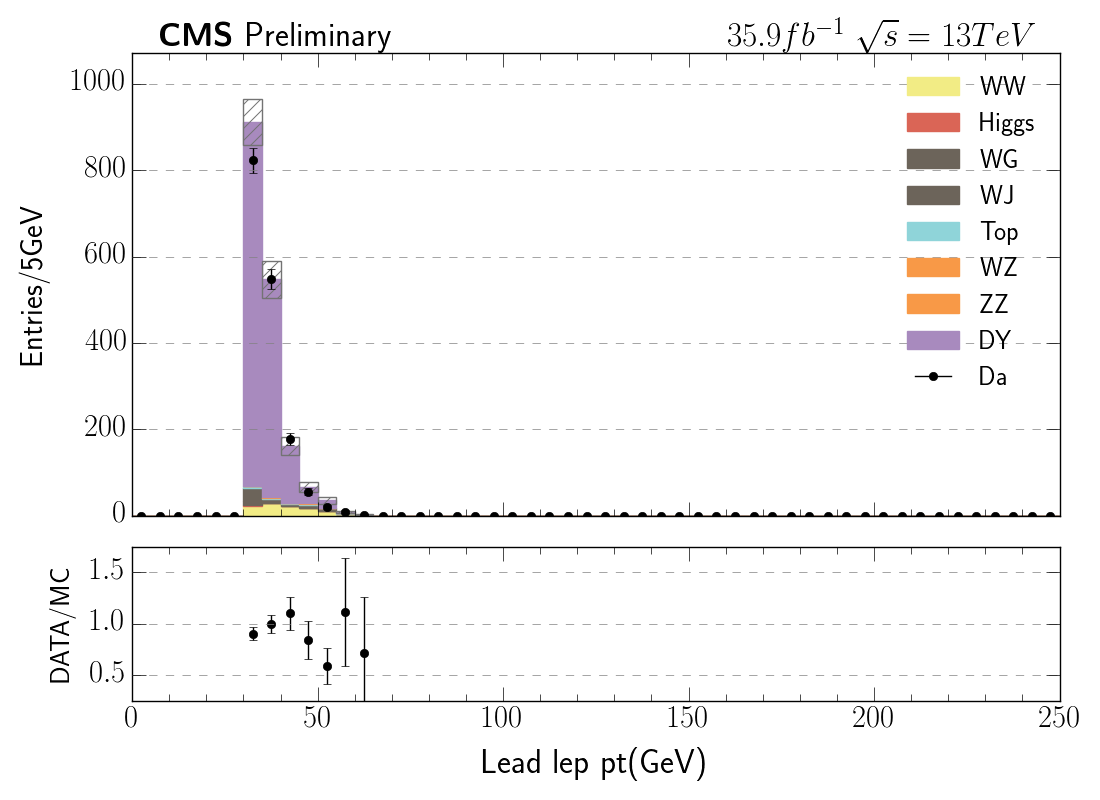 CMS Preliminary 35.9fb⁻¹ √s = 13TeV
1000
800
600
400
200
0
Entries/5GeV
WW
Higgs
WG
WJ
Top
WZ
ZZ
DY
Da
1.5
1.0
0.5
DATA/MC
0 50 100 150 200 250
Lead lep pt(GeV)